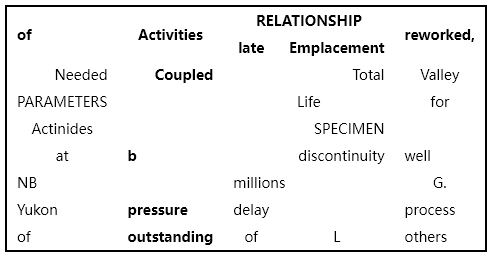 RELATIONSHIP
of Activities reworked,
late Emplacement
Needed Coupled Total Valley
PARAMETERS Life for
Actinides SPECIMEN
at b discontinuity well
NB millions G.
Yukon pressure delay process
of outstanding of L others